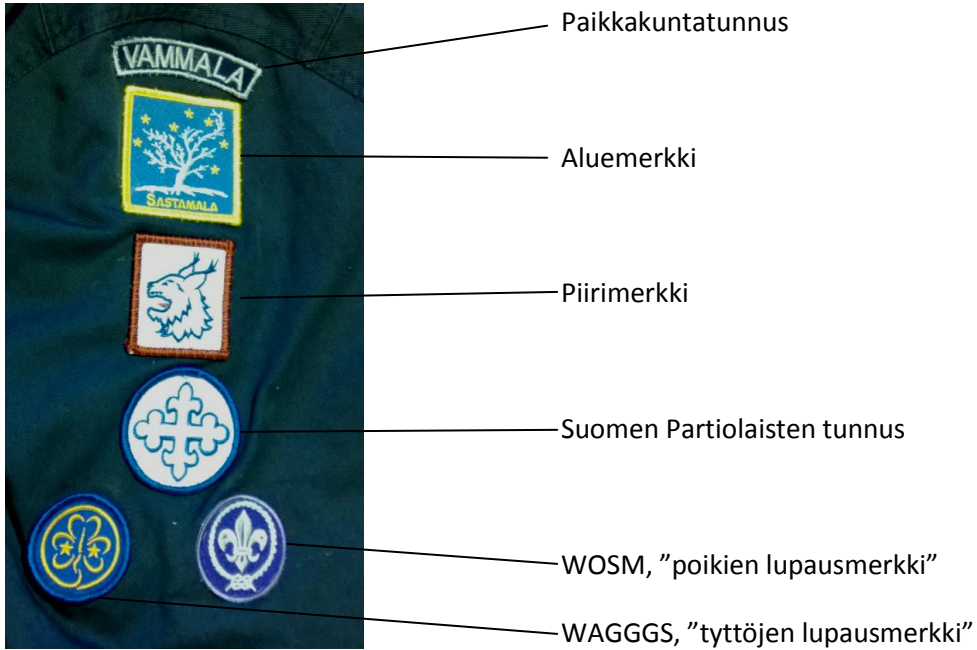 Paikkakuntatunnus
VAMMALA
Aluemerkki
SASTAMALA
Piirimerkki
Suomen Partiolaisten tunnus
WOSM, ”poikien lupausmerkki”
WAGGGS, ”tyttöjen lupausmerkki”